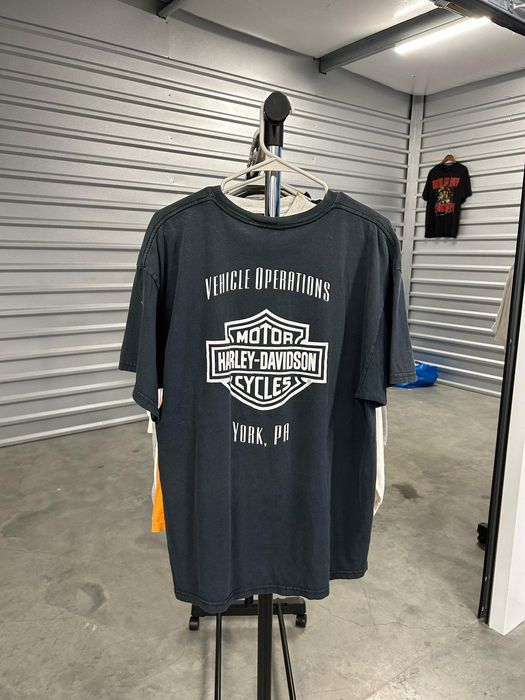 VEHICLE OPERATIONS
MOTOR
HARLEY-DAVIDSON
CYCLES
YORK, PA